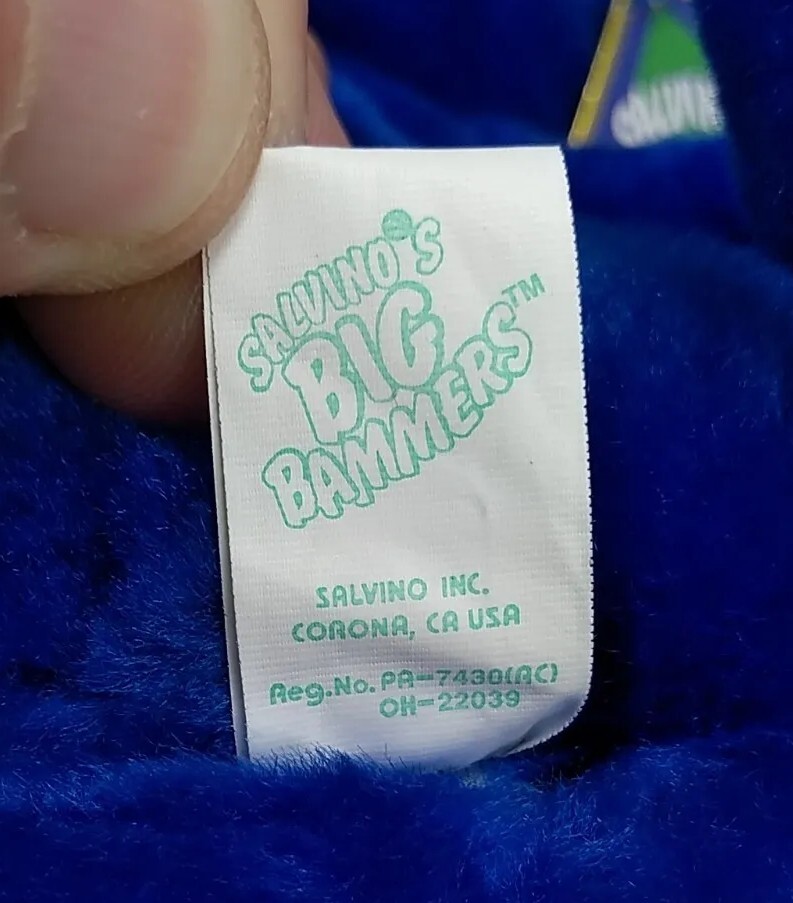 SALVINO'S
BIG
BAMMERS™
SALVINO INC.
CORONA, CA USA
Reg.No. PA-7430(AC)
OH-22039